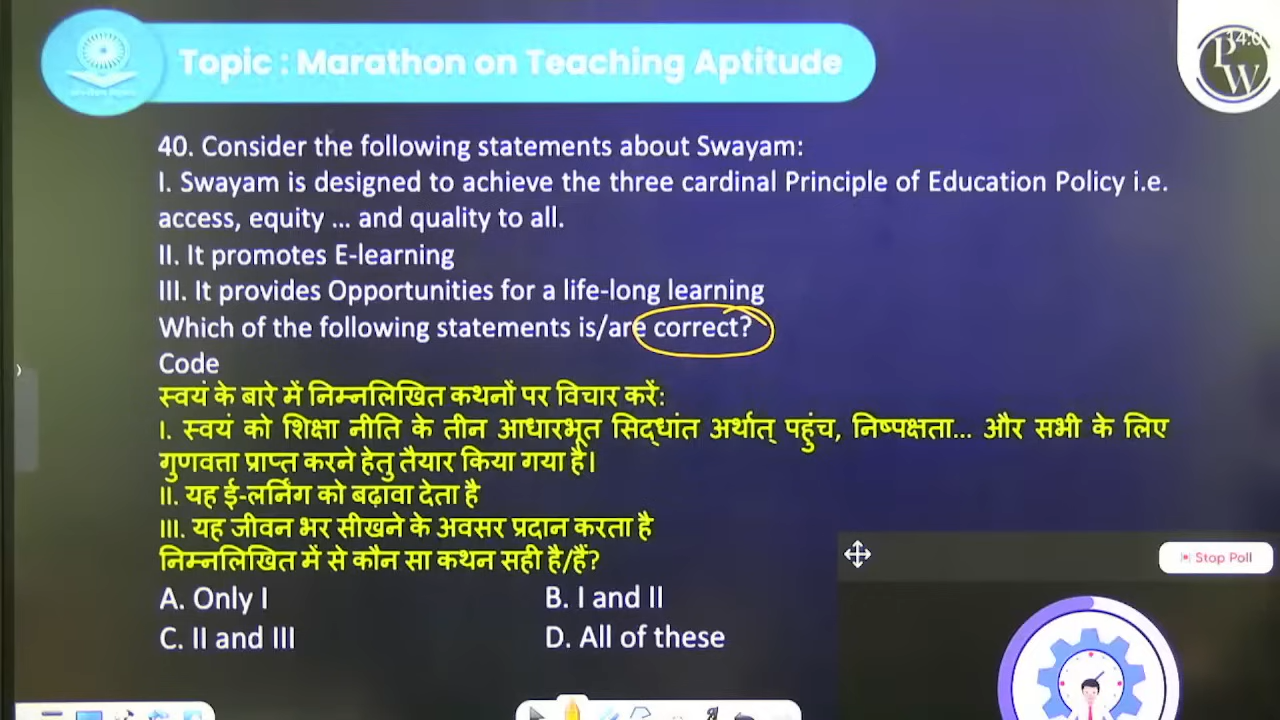 Topic : Marathon on Teaching Aptitude
PW
40. Consider the following statements about Swayam:
I. Swayam is designed to achieve the three cardinal Principle of Education Policy i.e.
access, equity ... and quality to all.
II. It promotes E-learning
III. It provides Opportunities for a life-long learning
Which of the following statements is/are correct?
Code
स्वयं के बारे में निम्नलिखित कथनों पर विचार करें:
I. स्वयं को शिक्षा नीति के तीन आधारभूत सिद्धांत अर्थात् पहुंच, निष्पक्षता... और सभी के लिए
गुणवत्ता प्राप्त करने हेतु तैयार किया गया है।
II. यह ई-लर्निंग को बढ़ावा देता है
III. यह जीवन भर सीखने के अवसर प्रदान करता है
निम्नलिखित में से कौन सा कथन सही है/हैं?
A. Only I
B. I and II
C. II and III
D. All of these
Stop Poll